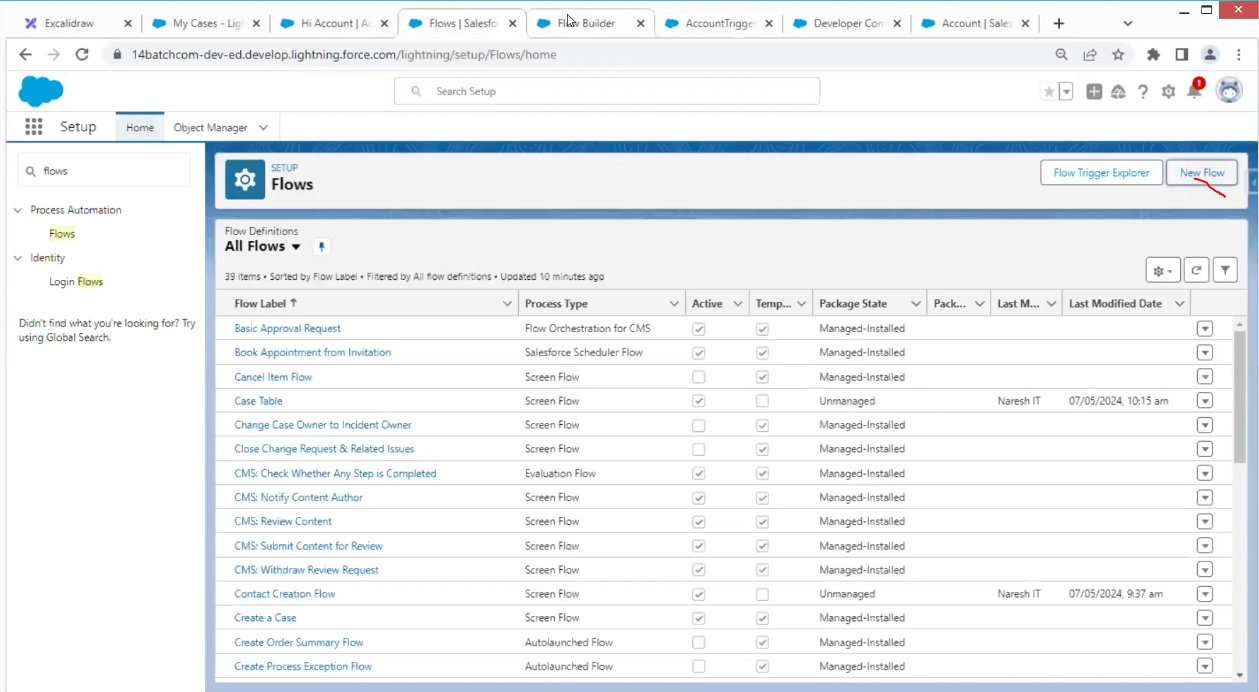 Excalidraw
My Cases - Lig
Hi Account | A
Flows | Salesfo
Flow Builder
AccountTrigge
Developer Con
Account | Sales
14batchcom-dev-ed.develop.lightning.force.com/lightning/setup/Flows/home
Search Setup
1
Setup
Home
Object Manager
flows
Process Automation
Flows
Identity
Login Flows
Didn't find what you're looking for? Try
using Global Search.
SETUP
Flows
Flow Trigger Explorer
New Flow
Flow Definitions
All Flows
39 items • Sorted by Flow Label • Filtered by All flow definitions • Updated 10 minutes ago
Flow Label ↑ Process Type Active Temp... Package State Pack... Last M... Last Modified Date
Basic Approval Request Flow Orchestration for CMS Managed-Installed
Book Appointment from Invitation Salesforce Scheduler Flow Managed-Installed
Cancel Item Flow Screen Flow Managed-Installed
Case Table Screen Flow Unmanaged Naresh IT 07/05/2024, 10:15 am
Change Case Owner to Incident Owner Screen Flow Managed-Installed
Close Change Request & Related Issues Screen Flow Managed-Installed
CMS: Check Whether Any Step is Completed Evaluation Flow Managed-Installed
CMS: Notify Content Author Screen Flow Managed-Installed
CMS: Review Content Screen Flow Managed-Installed
CMS: Submit Content for Review Screen Flow Managed-Installed
CMS: Withdraw Review Request Screen Flow Managed-Installed
Contact Creation Flow Screen Flow Unmanaged Naresh IT 07/05/2024, 9:37 am
Create a Case Screen Flow Managed-Installed
Create Order Summary Flow Autolaunched Flow Managed-Installed
Create Process Exception Flow Autolaunched Flow Managed-Installed